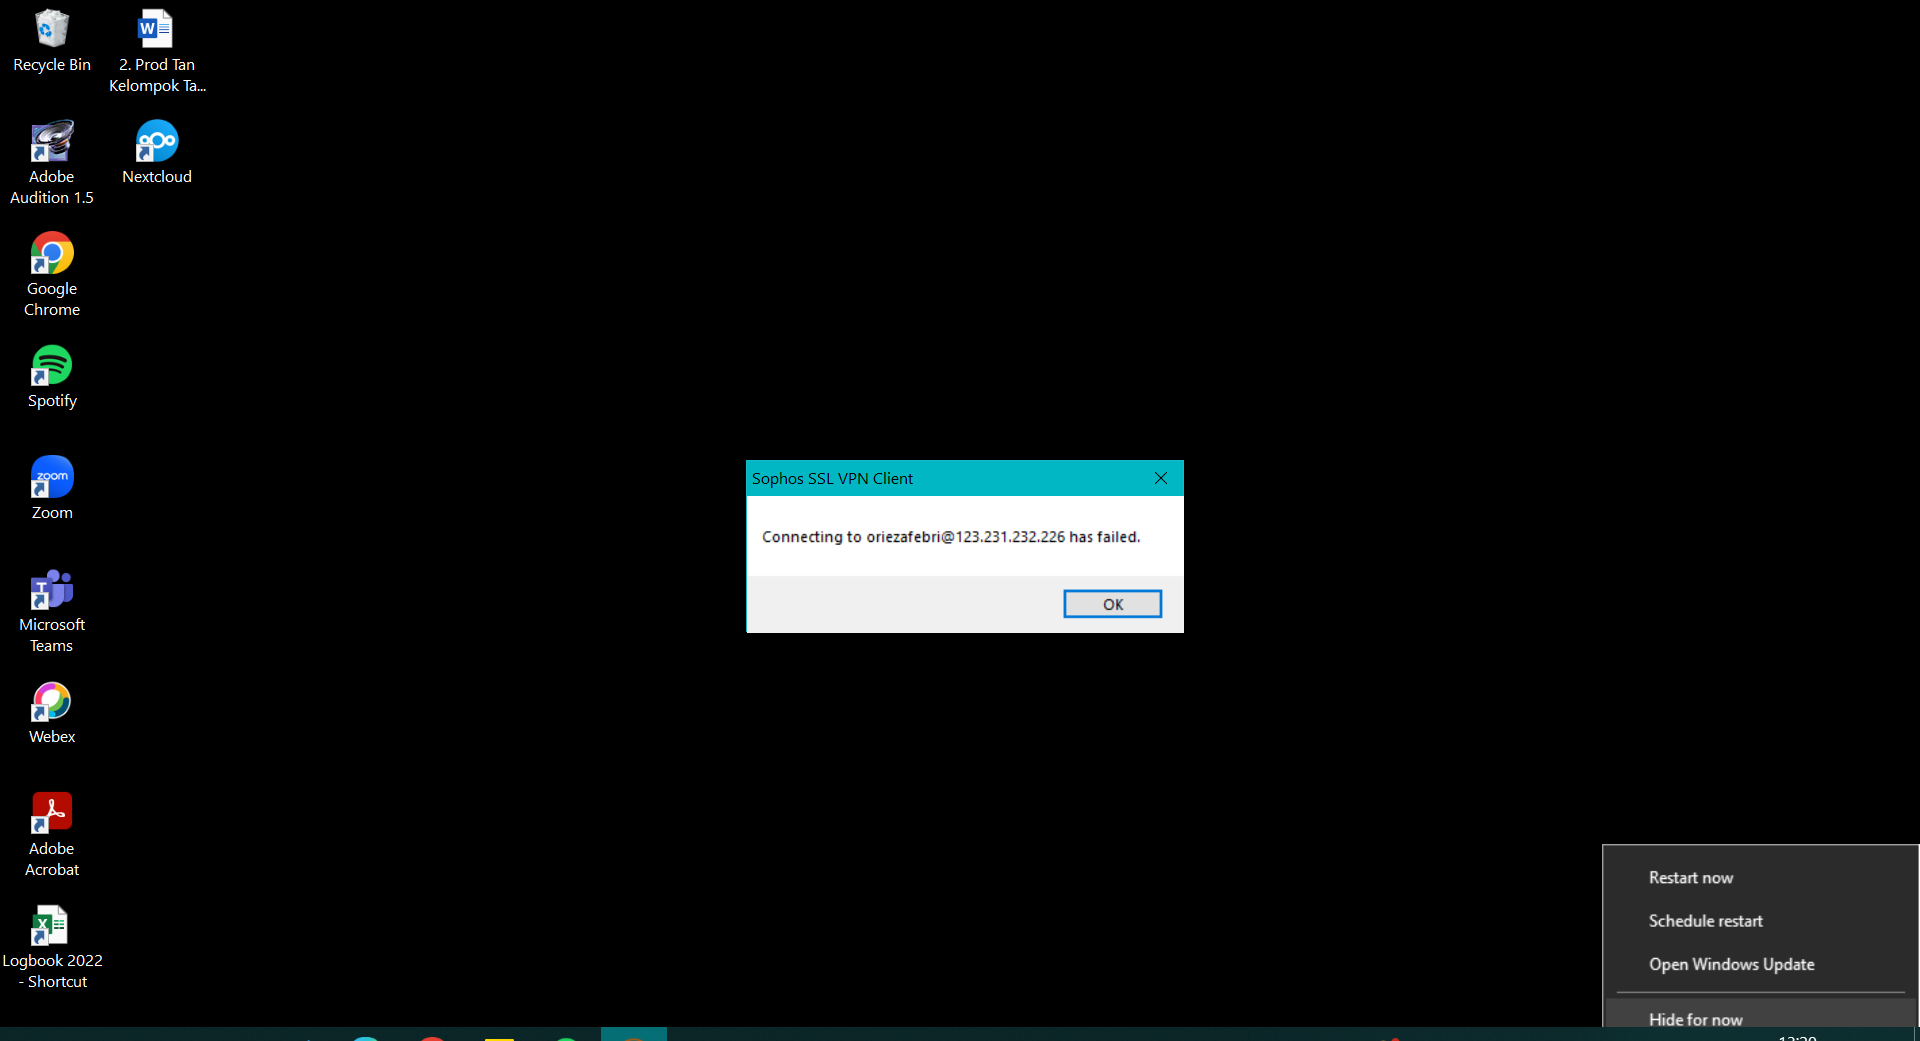 Recycle Bin
2. Prod Tan
Kelompok Ta...
Adobe
Audition 1.5
Nextcloud
Google
Chrome
Spotify
zoom
Zoom
Microsoft
Teams
Webex
Adobe
Acrobat
Logbook 2022
- Shortcut
Sophos SSL VPN Client
Connecting to oriezafebri@123.231.232.226 has failed.
OK
Restart now
Schedule restart
Open Windows Update
Hide for now